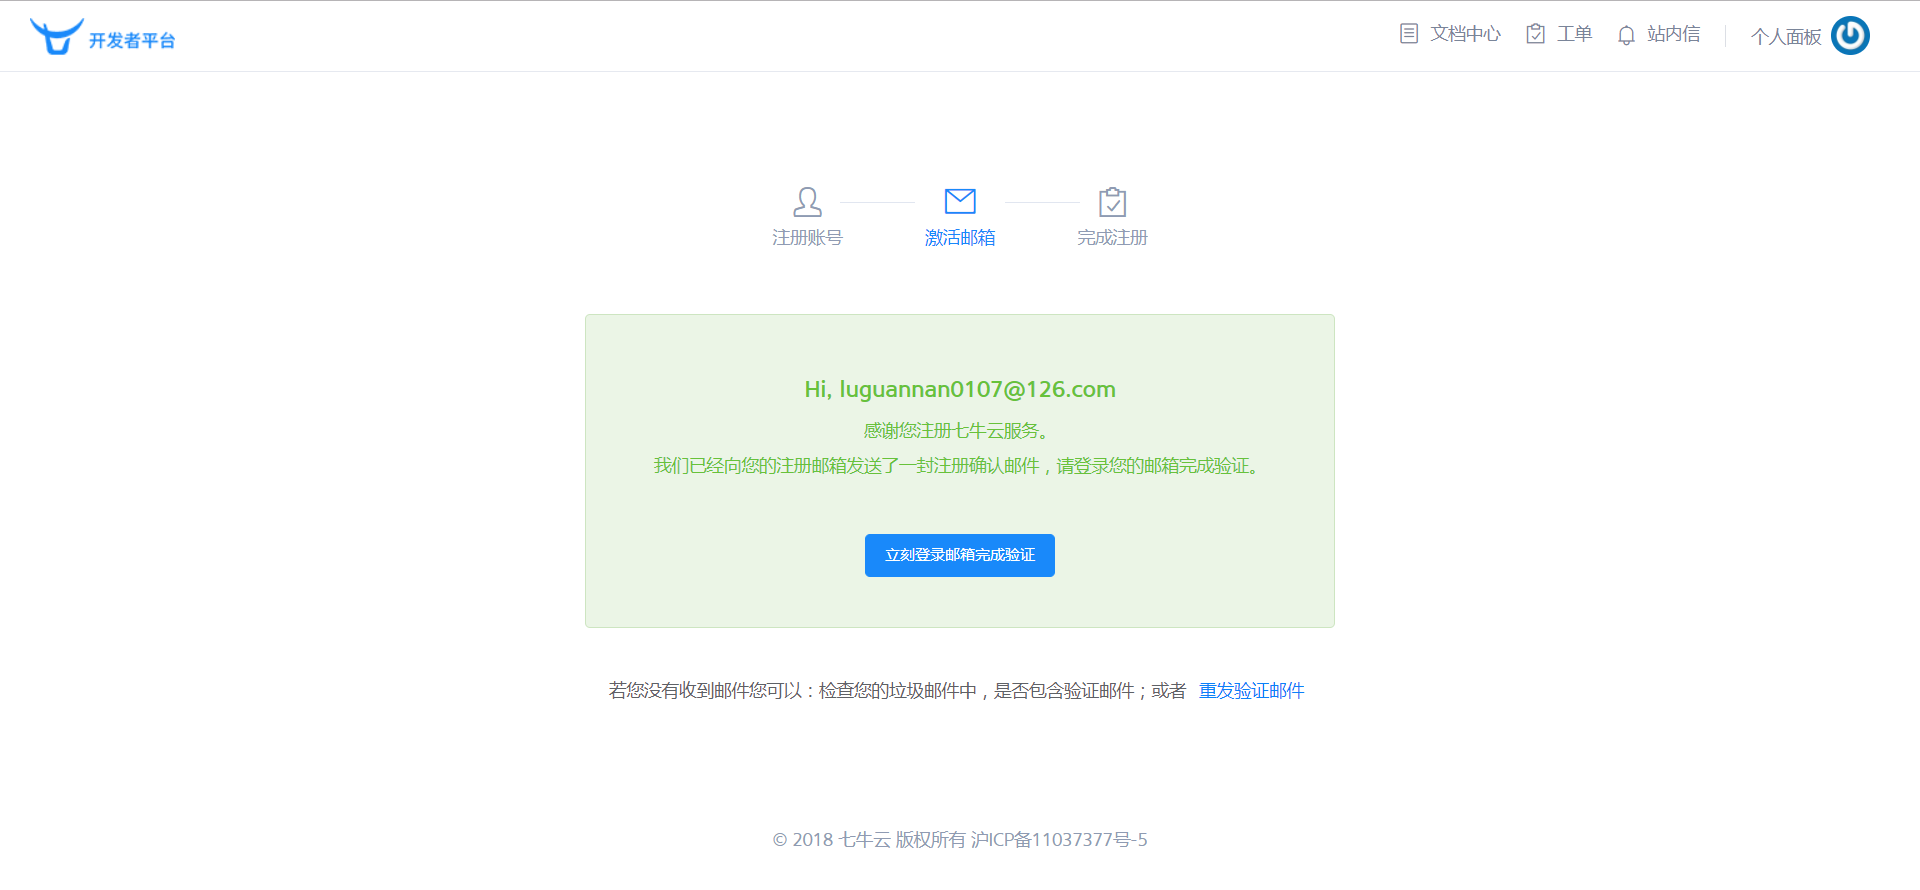 开发者平台
文档中心
工单
站内信
个人面板
注册账号
激活邮箱
完成注册
Hi, luguannan0107@126.com
感谢您注册七牛云服务。
我们已经向您的注册邮箱发送了一封注册确认邮件，请登录您的邮箱完成验证。
立刻登录邮箱完成验证
若您没有收到邮件您可以：检查您的垃圾邮件中，是否包含验证邮件；或者 重发验证邮件
© 2018 七牛云 版权所有 沪ICP备11037377号-5